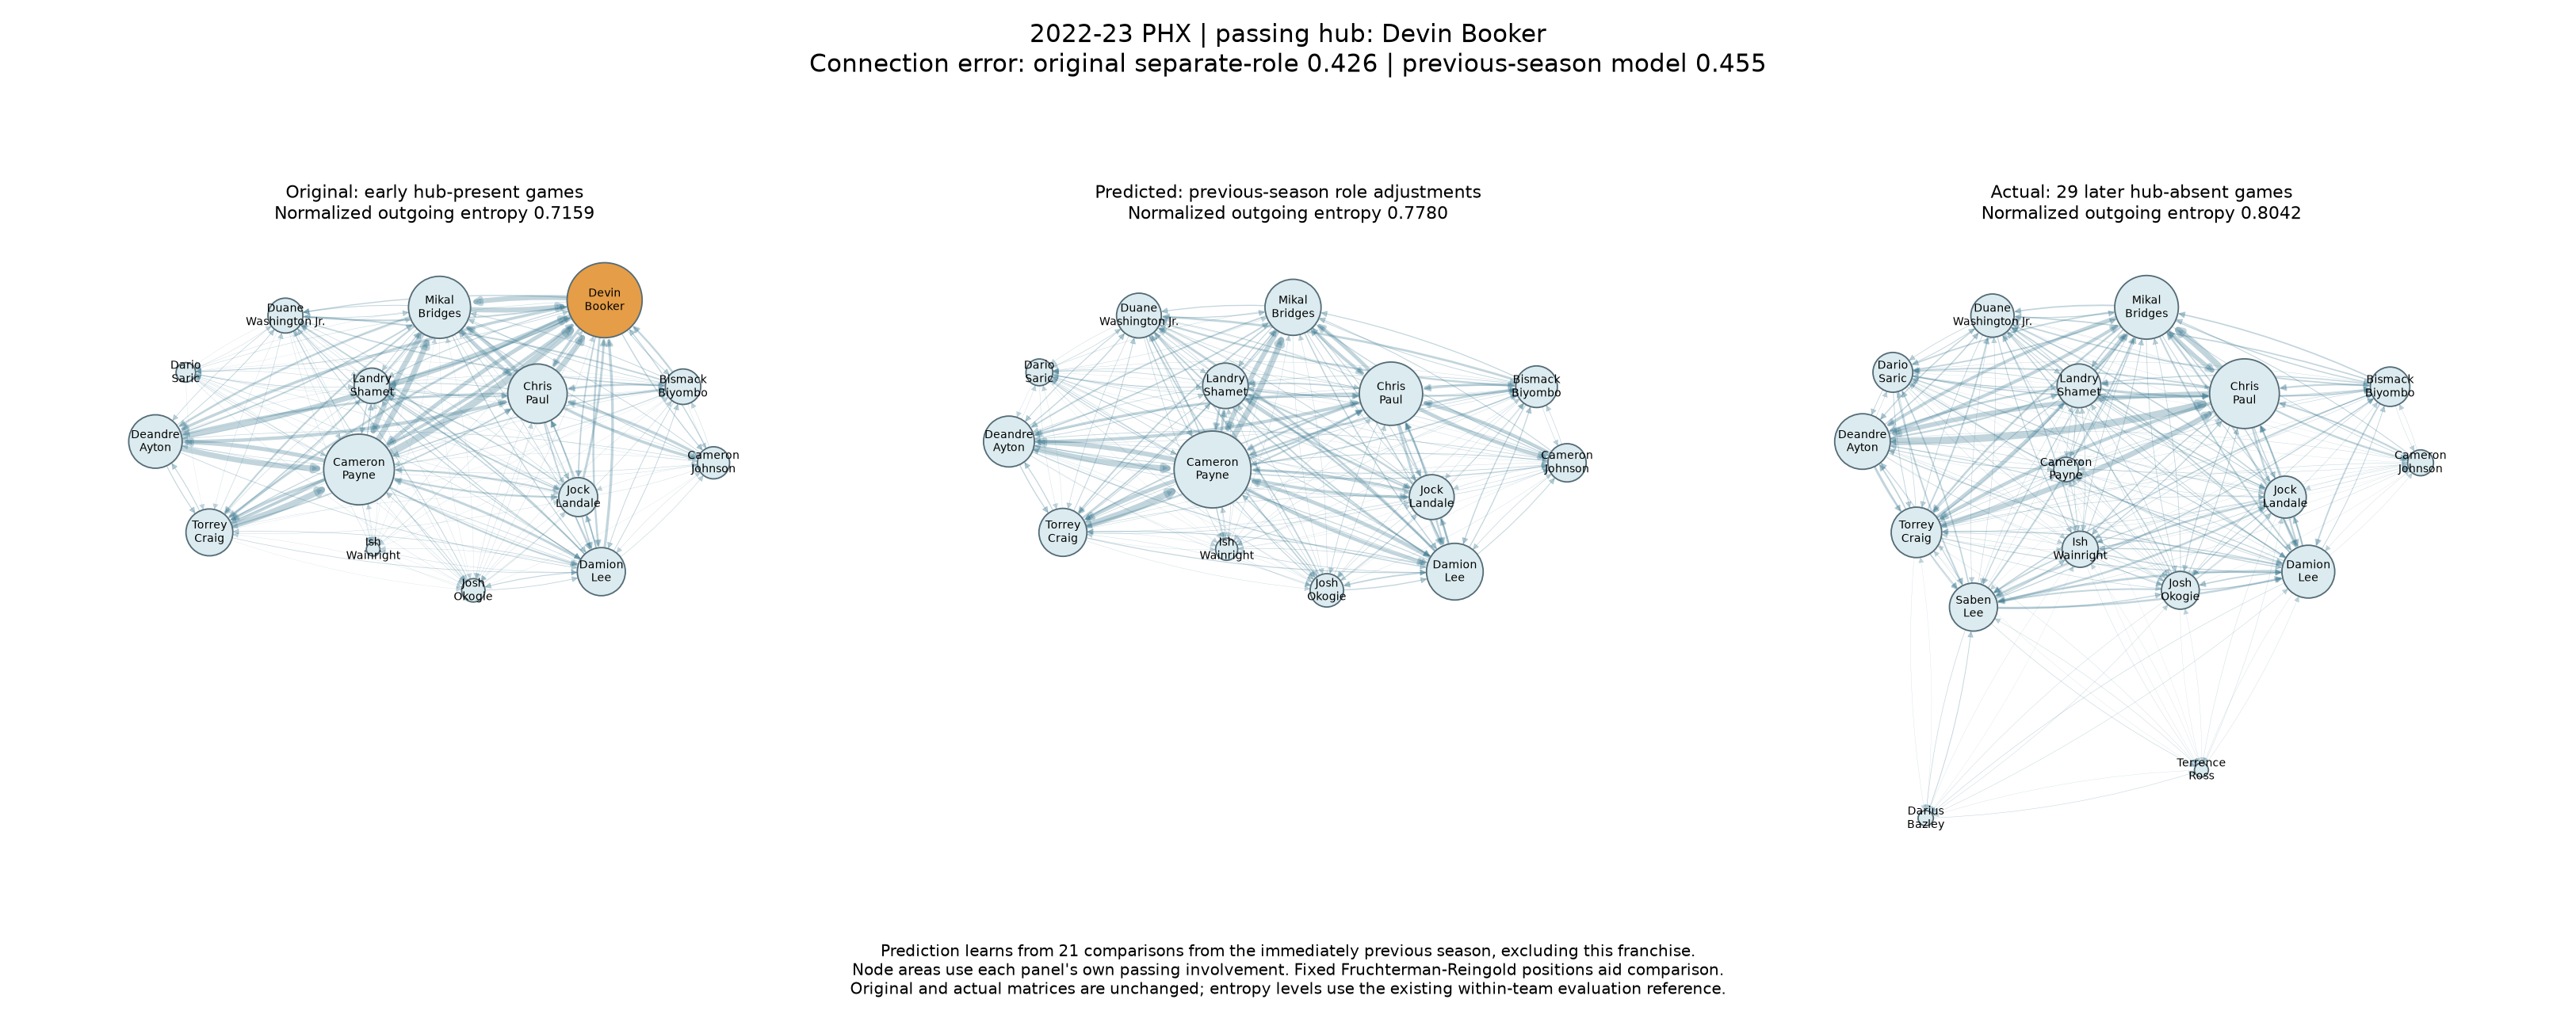 2022-23 PHX | passing hub: Devin Booker
Connection error: original separate-role 0.426 | previous-season model 0.455
Original: early hub-present games
Normalized outgoing entropy 0.7159
Devin
Booker
Mikal
Bridges
Duane
Washington Jr.
Dario
Saric
Landry
Shamet
Chris
Paul
Bismack
Biyombo
Deandre
Ayton
Cameron
Payne
Cameron
Johnson
Jock
Landale
Torrey
Craig
Ish
Wainright
Damion
Lee
Josh
Okogie
Predicted: previous-season role adjustments
Normalized outgoing entropy 0.7780
Mikal
Bridges
Duane
Washington Jr.
Dario
Saric
Landry
Shamet
Chris
Paul
Bismack
Biyombo
Deandre
Ayton
Cameron
Payne
Cameron
Johnson
Jock
Landale
Torrey
Craig
Ish
Wainright
Damion
Lee
Josh
Okogie
Actual: 29 later hub-absent games
Normalized outgoing entropy 0.8042
Mikal
Bridges
Duane
Washington Jr.
Dario
Saric
Landry
Shamet
Chris
Paul
Bismack
Biyombo
Deandre
Ayton
Cameron
Payne
Cameron
Johnson
Jock
Landale
Torrey
Craig
Ish
Wainright
Damion
Lee
Josh
Okogie
Saben
Lee
Terrence
Ross
Darius
Bazley
Prediction learns from 21 comparisons from the immediately previous season, excluding this franchise.
Node areas use each panel's own passing involvement. Fixed Fruchterman-Reingold positions aid comparison.
Original and actual matrices are unchanged; entropy levels use the existing within-team evaluation reference.